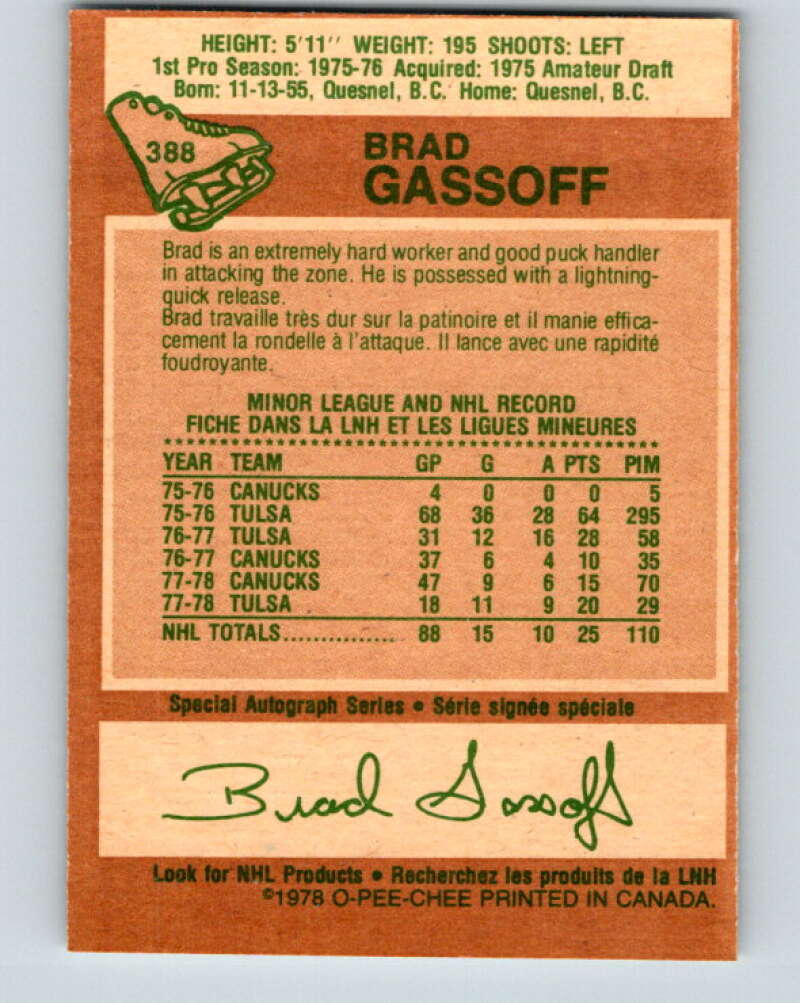 HEIGHT: 5'11" WEIGHT: 195 SHOOTS: LEFT
1st Pro Season: 1975-76 Acquired: 1975 Amateur Draft
Born: 11-13-55, Quesnel, B.C. Home: Quesnel, B.C.
388
BRAD
GASSOFF
Brad is an extremely hard worker and good puck handler
in attacking the zone. He is possessed with a lightning-
quick release.
Brad travaille très dur sur la patinoire et il manie effica-
cement la rondelle à l'attaque. Il lance avec une rapidité
foudroyante.
MINOR LEAGUE AND NHL RECORD
FICHE DANS LA LNH ET LES LIGUES MINEURES
YEAR TEAM GP G A PTS PIM
75-76 CANUCKS 4 0 0 0 5
75-76 TULSA 68 36 28 64 295
76-77 TULSA 31 12 16 28 58
76-77 CANUCKS 37 6 4 10 35
77-78 CANUCKS 47 9 6 15 70
77-78 TULSA 18 11 9 20 29
NHL TOTALS................ 88 15 10 25 110
Special Autograph Series • Série signée spéciale
Brad Gassoff
Look for NHL Products • Recherchez les produits de la LNH
©1978 O-PEE-CHEE PRINTED IN CANADA.